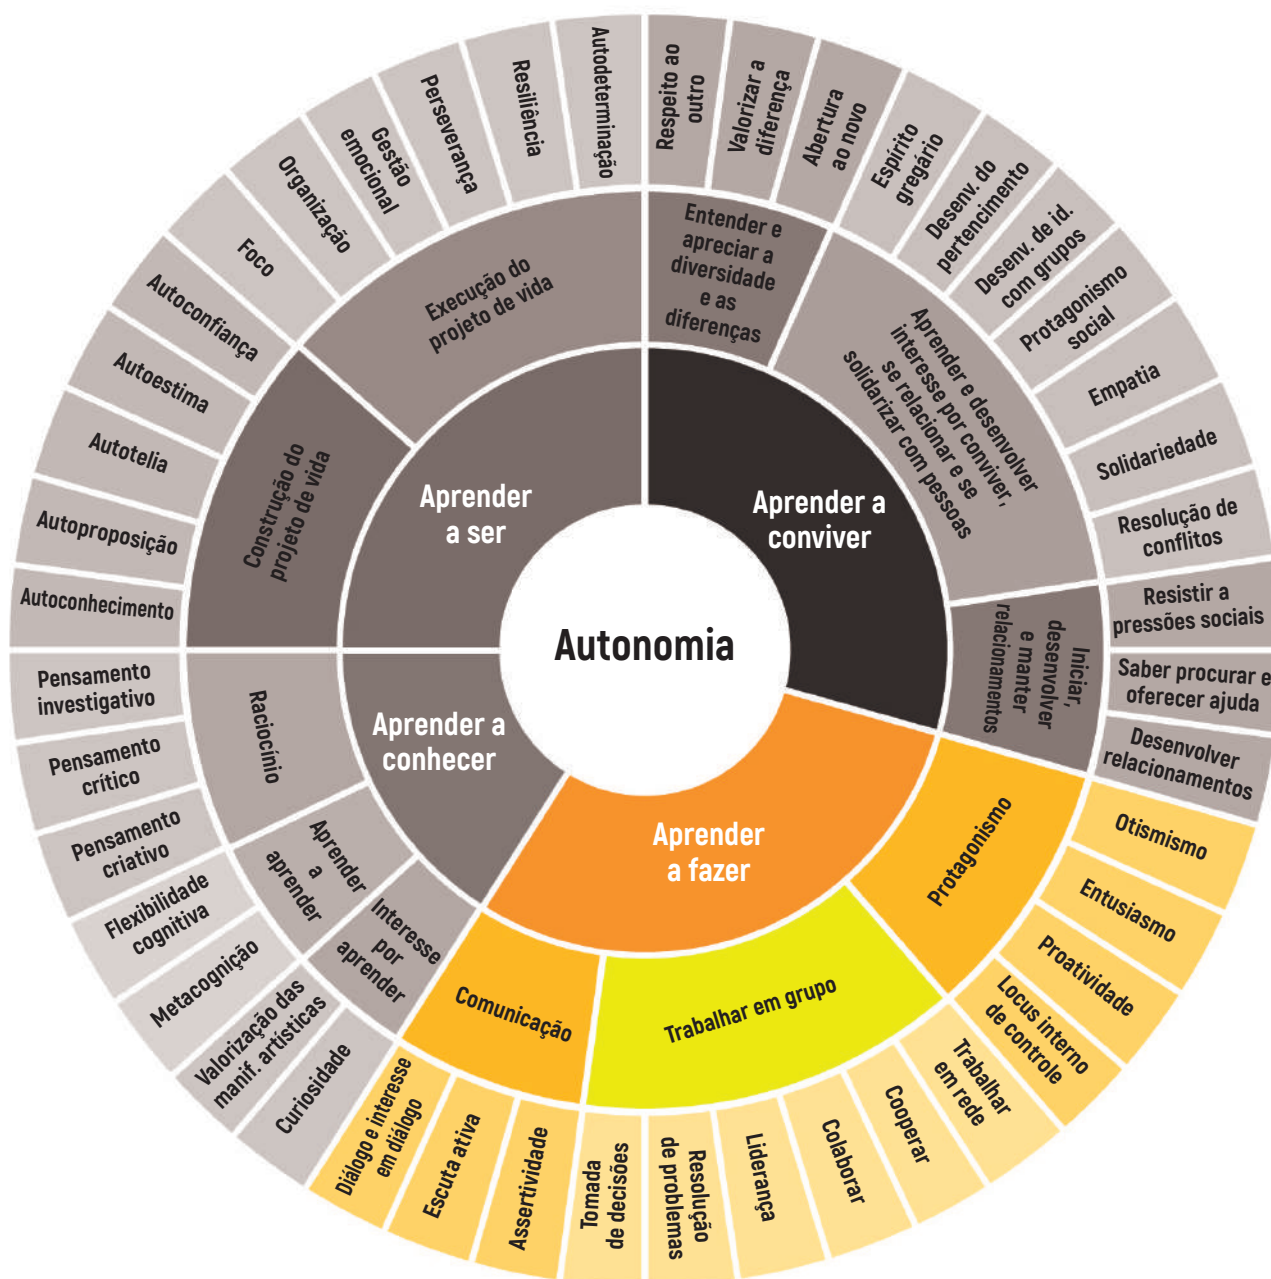 Autonomia
Aprender a
conviver
Entender e
apreciar a
diversidade
e as
diferenças
Respeito ao
outro
Valorizar a
diferença
Abertura
ao novo
Aprender e desenvolver
interesse por conviver,
se relacionar e se
solidarizar com pessoas
Espírito
gregário
Desenv. do
pertencimento
Desenv. de id.
com grupos
Protagonismo
social
Empatia
Solidariedade
Resolução de
conflitos
Iniciar,
desenvolver
e manter
relacionamentos
Resistir a
pressões sociais
Saber procurar e
oferecer ajuda
Desenvolver
relacionamentos
Aprender
a fazer
Protagonismo
Otismismo
Entusiasmo
Proatividade
Locus interno
de controle
Trabalhar em grupo
Trabalhar
em rede
Cooperar
Colaborar
Liderança
Resolução
de problemas
Tomada
de decisões
Comunicação
Assertividade
Escuta ativa
Diálogo e interesse
em diálogo
Aprender a
conhecer
Interesse
por
aprender
Curiosidade
Valorização das
manif. artísticas
Aprender
a
aprender
Metacognição
Flexibilidade
cognitiva
Raciocínio
Pensamento
criativo
Pensamento
crítico
Pensamento
investigativo
Aprender
a ser
Construção do
projeto de vida
Autoconhecimento
Autoproposição
Autotelia
Autoestima
Autoconfiança
Execução do
projeto de vida
Foco
Organização
Gestão
emocional
Perseverança
Resiliência
Autodeterminação